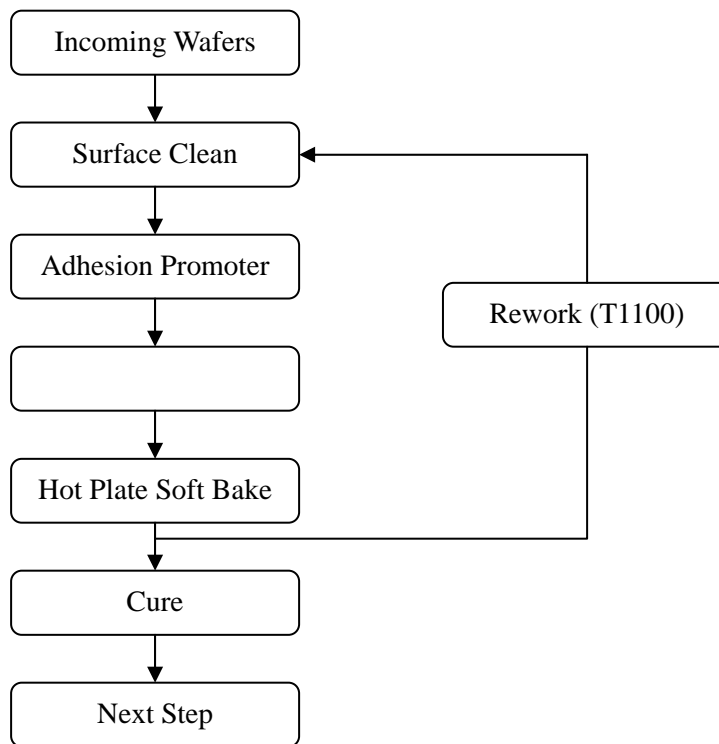 Incoming Wafers
Surface Clean
Adhesion Promoter
Rework (T1100)
Hot Plate Soft Bake
Cure
Next Step